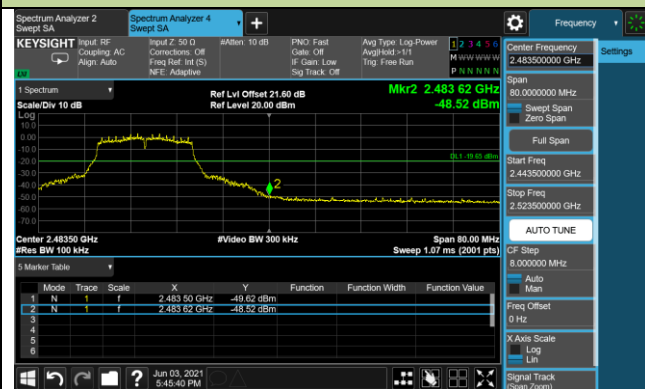 Spectrum Analyzer 2
Swept SA
Spectrum Analyzer 4
Swept SA
Frequency
KEYSIGHT
Input: RF
Coupling: AC
Align: Auto
Input Z: 50 Ω
Corrections: Off
Freq Ref: Int (S)
NFE: Adaptive
#Atten: 10 dB
PNO: Fast
Gate: Off
IF Gain: Low
Sig Track: Off
Avg Type: Log-Power
Avg|Hold:>1/1
Trig: Free Run
1 2 3 4 5 6
M W W W W W
P N N N N N
1 Spectrum
Scale/Div 10 dB
Ref Lvl Offset 21.60 dB
Ref Level 20.00 dBm
Mkr2 2.483 62 GHz
-48.52 dBm
Log
10.0
0.00
-10.0
-20.0
-30.0
-40.0
-50.0
-60.0
-70.0
DL1 -19.65 dBm
2
Center 2.48350 GHz
#Res BW 100 kHz
#Video BW 300 kHz
Span 80.00 MHz
Sweep 1.07 ms (2001 pts)
5 Marker Table
Mode Trace Scale X Y Function Function Width Function Value
1 N 1 f 2.483 50 GHz -49.62 dBm
2 N 1 f 2.483 62 GHz -48.52 dBm
3
4
5
6
Jun 03, 2021
5:45:40 PM
Center Frequency
2.483500000 GHz
Settings
Span
80.0000000 MHz
Swept Span
Zero Span
Full Span
Start Freq
2.443500000 GHz
Stop Freq
2.523500000 GHz
AUTO TUNE
CF Step
8.000000 MHz
Auto
Man
Freq Offset
0 Hz
X Axis Scale
Log
Lin
Signal Track
(Span Zoom)